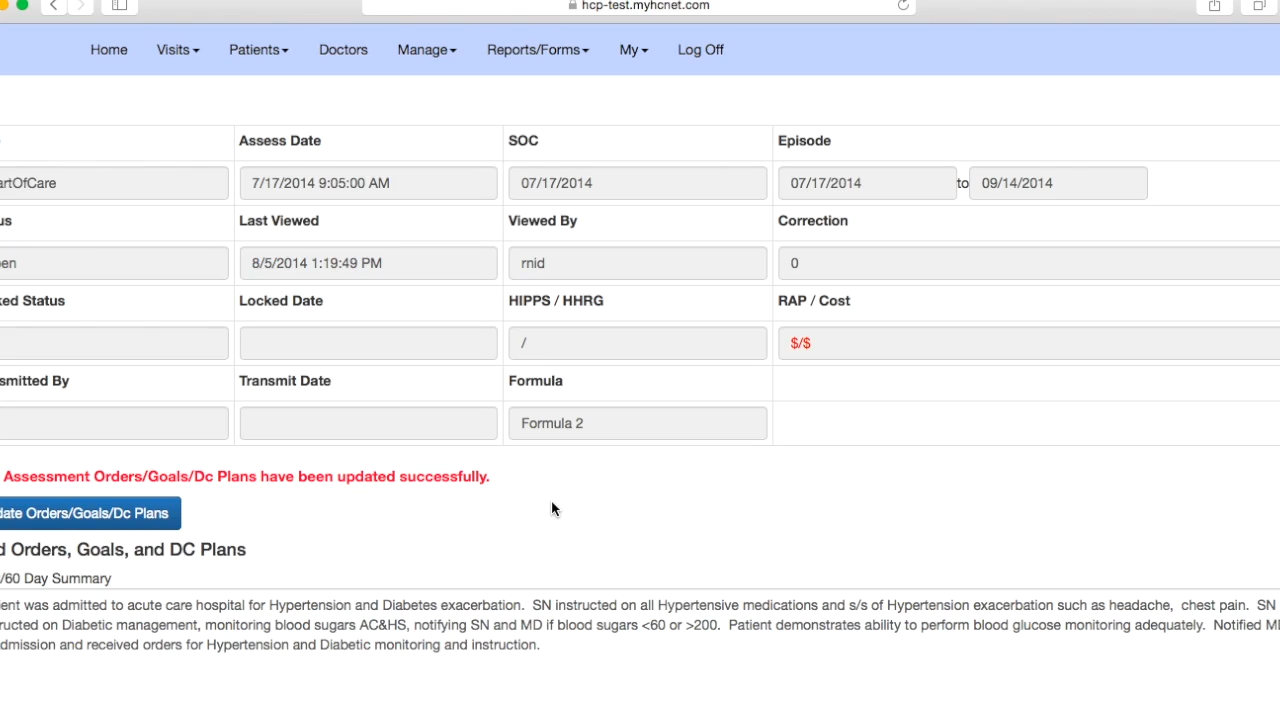 hcp-test.myhcnet.com
Home Visits Patients Doctors Manage Reports/Forms My Log Off
Assess Date SOC Episode
artOfCare 7/17/2014 9:05:00 AM 07/17/2014 07/17/2014 to 09/14/2014
us Last Viewed Viewed By Correction
en 8/5/2014 1:19:49 PM rnid 0
ked Status Locked Date HIPPS / HHRG RAP / Cost
/ $/$
smitted By Transmit Date Formula
Formula 2
Assessment Orders/Goals/Dc Plans have been updated successfully.
date Orders/Goals/Dc Plans
d Orders, Goals, and DC Plans
/60 Day Summary
ient was admitted to acute care hospital for Hypertension and Diabetes exacerbation. SN instructed on all Hypertensive medications and s/s of Hypertension exacerbation such as headache, chest pain. SN
ructed on Diabetic management, monitoring blood sugars AC&HS, notifying SN and MD if blood sugars <60 or >200. Patient demonstrates ability to perform blood glucose monitoring adequately. Notified MD
dmission and received orders for Hypertension and Diabetic monitoring and instruction.